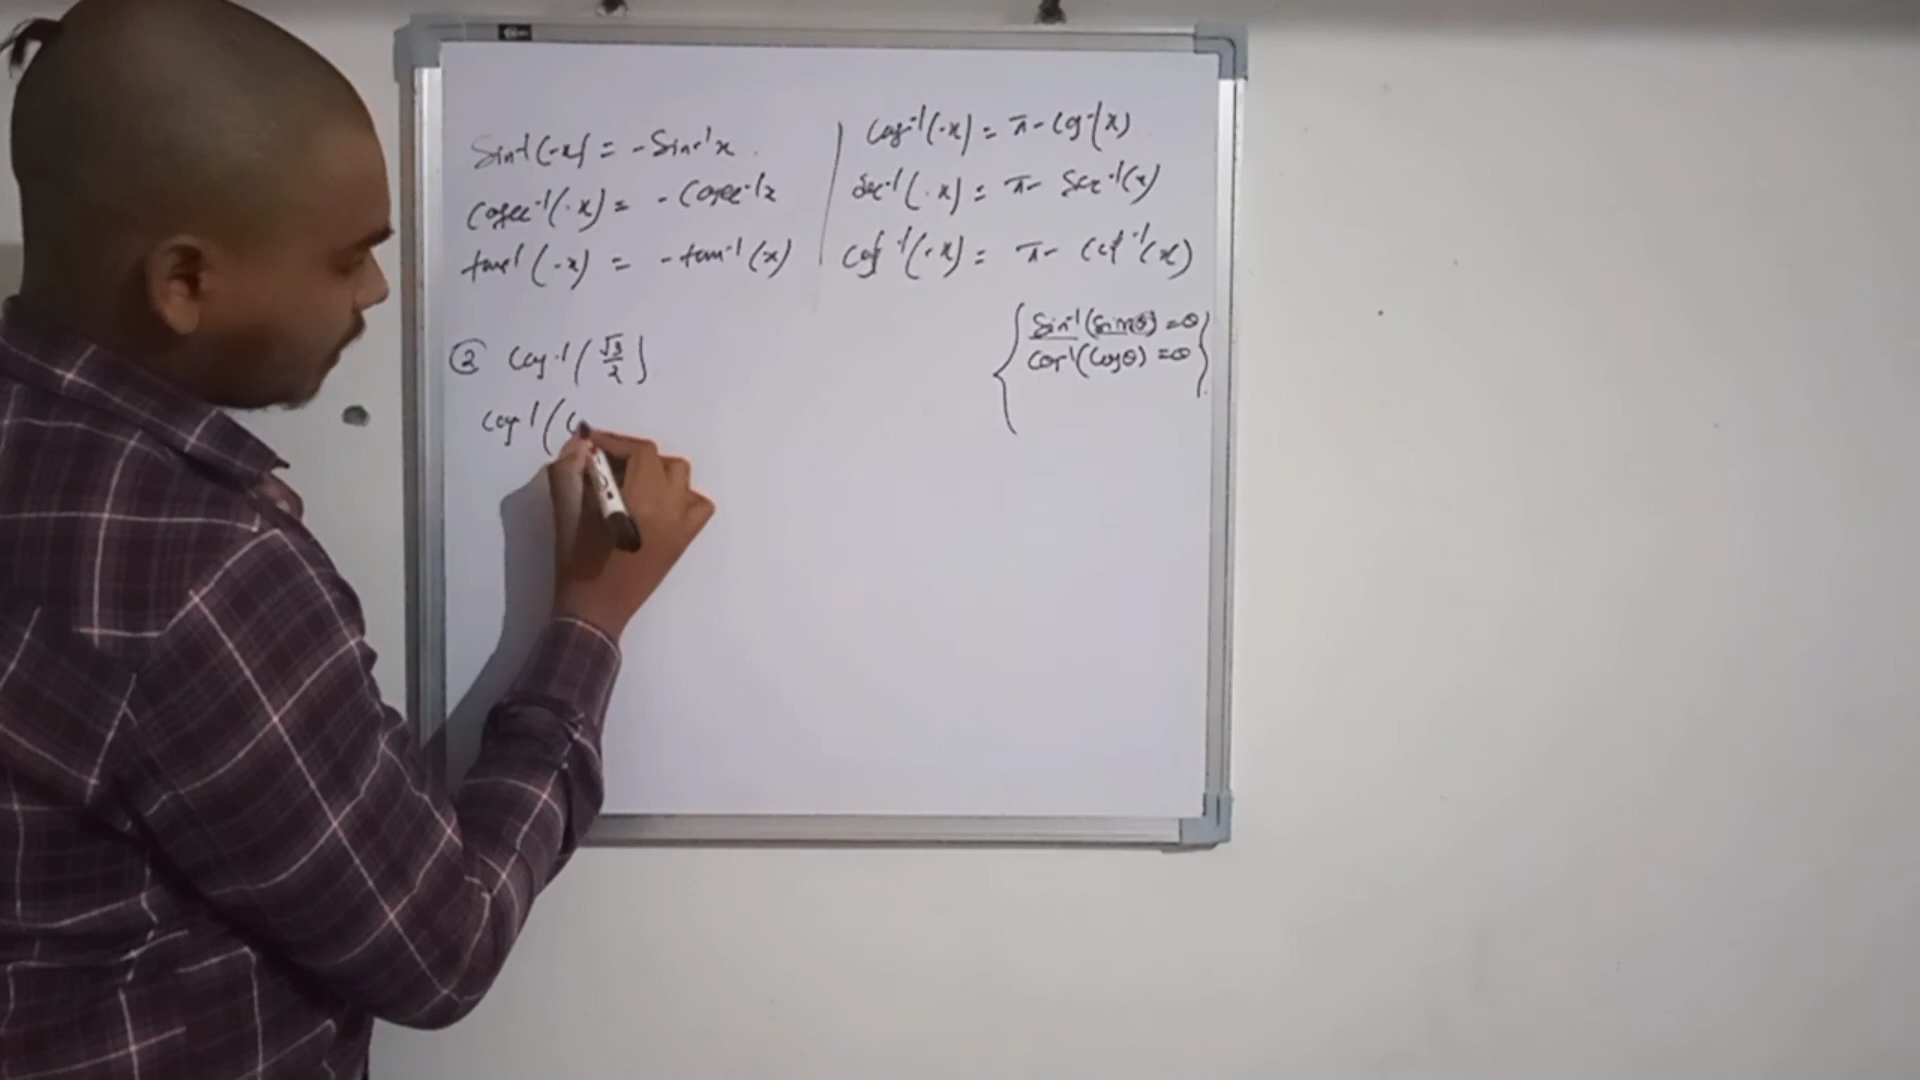 Sin⁻¹(-x) = -Sin⁻¹x
Cosec⁻¹(-x) = -Cosec⁻¹x
tan⁻¹(-x) = -tan⁻¹(x)
Cos⁻¹(-x) = π - Cos⁻¹(x)
Sec⁻¹(-x) = π - Sec⁻¹(x)
Cot⁻¹(-x) = π - Cot⁻¹(x)
{ Sin⁻¹(Sinθ) = θ
Cos⁻¹(Cosθ) = θ }
② Cos⁻¹(√3/2)
Cos⁻¹(C